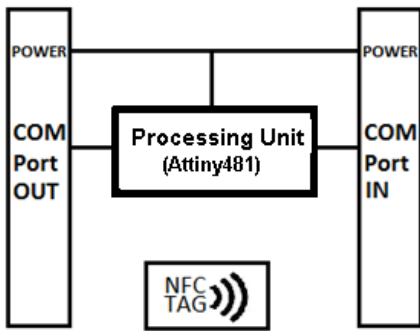 POWER
COM
Port
OUT
Processing Unit
(Attiny481)
POWER
COM
Port
IN
NFC
TAG